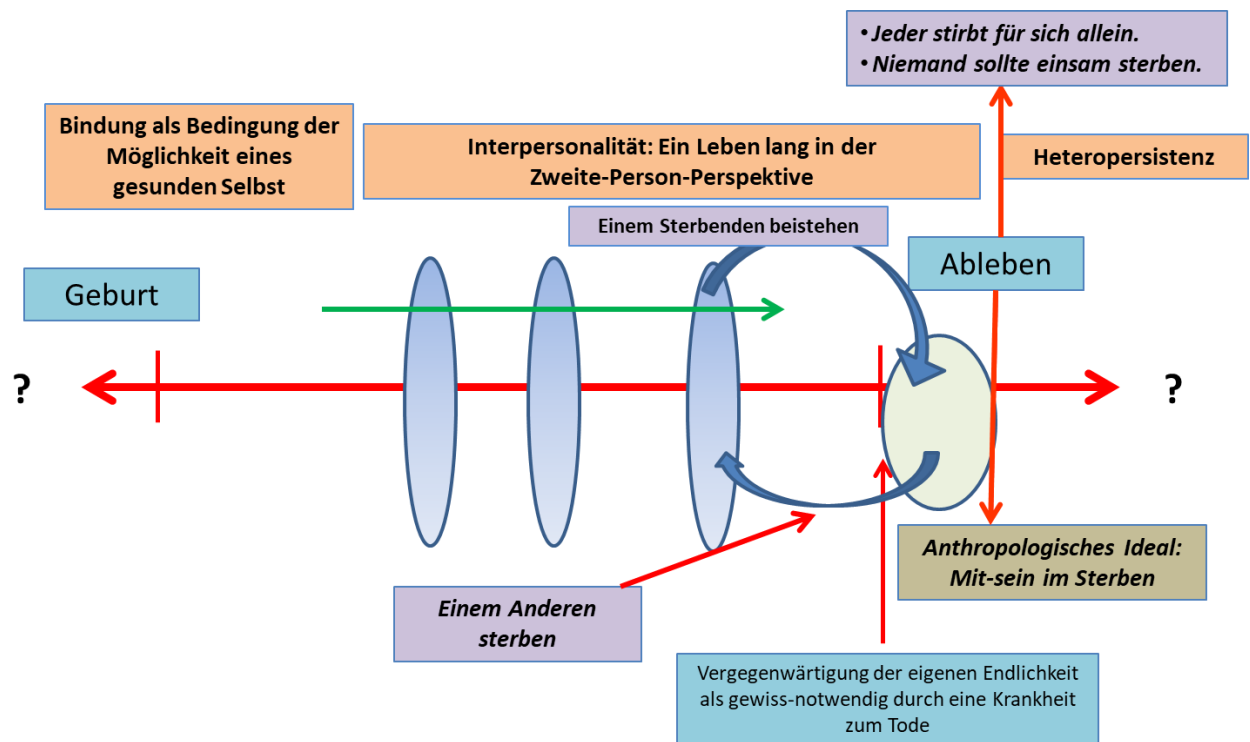 • Jeder stirbt für sich allein.
• Niemand sollte einsam sterben.
Bindung als Bedingung der
Möglichkeit eines
gesunden Selbst
Interpersonalität: Ein Leben lang in der
Zweite-Person-Perspektive
Heteropersistenz
Einem Sterbenden beistehen
Geburt
Ableben
?
?
Einem Anderen
sterben
Anthropologisches Ideal:
Mit-sein im Sterben
Vergegenwärtigung der eigenen Endlichkeit
als gewiss-notwendig durch eine Krankheit
zum Tode